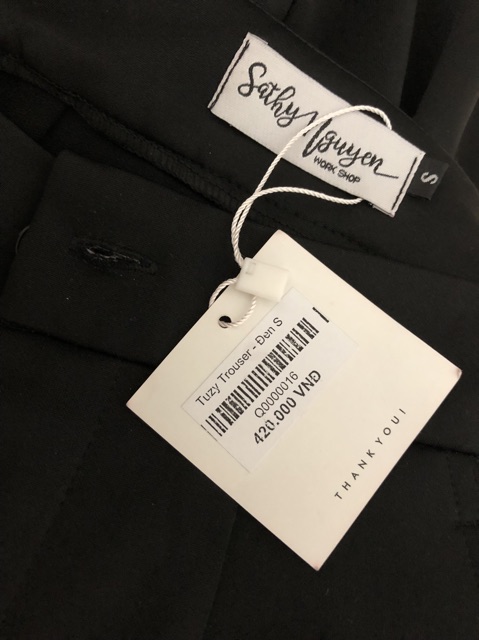 Sathy Nguyen
WORK SHOP
S
Tuzy Trouser - Đen S
Q0000016
420.000 VNĐ
THANKYOU!